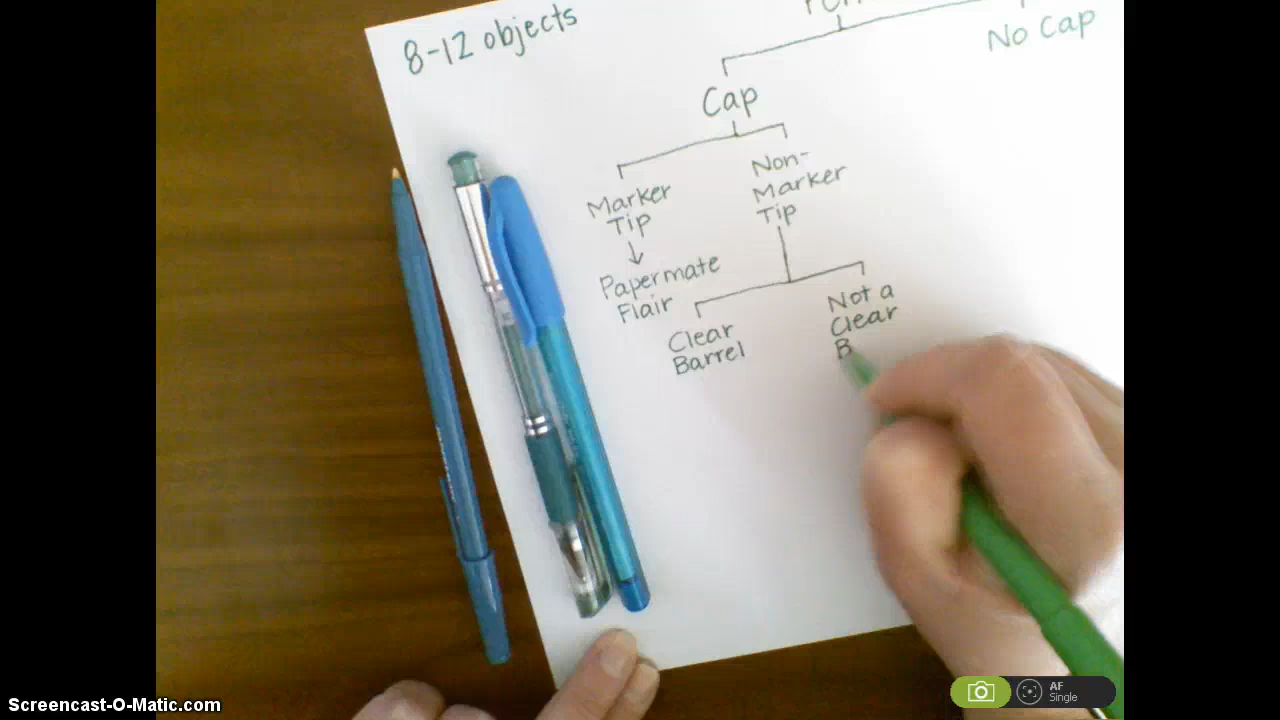 8-12 objects
No Cap
Cap
Marker
Tip
Non-
Marker
Tip
Papermate
Flair
Clear
Barrel
Not a
Clear
B
AF
Single
Screencast-O-Matic.com